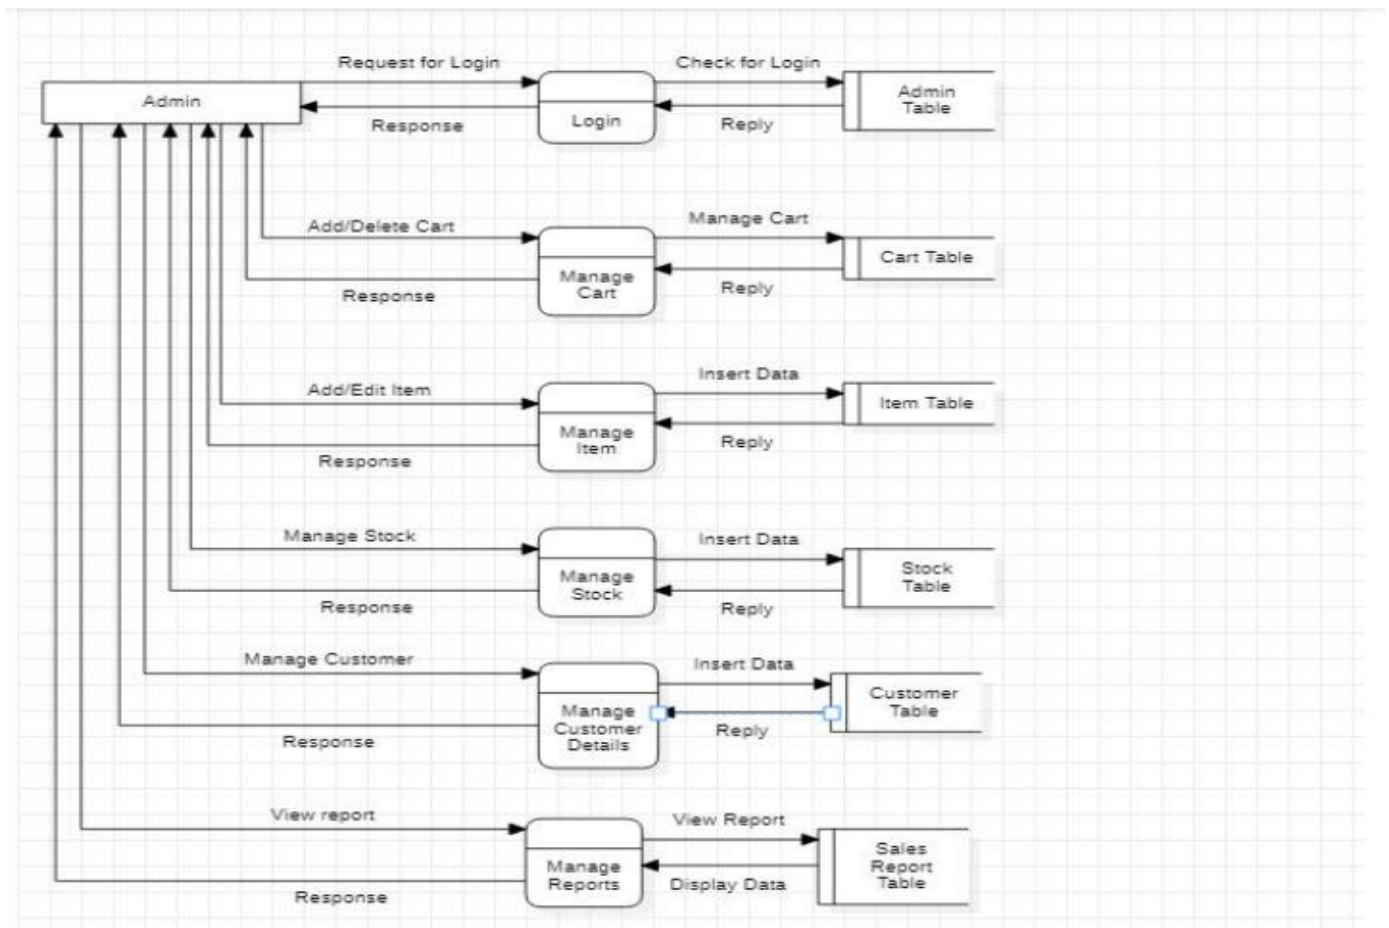 Request for Login
Check for Login
Admin
Login
Admin
Table
Response
Reply
Add/Delete Cart
Manage Cart
Manage
Cart
Cart Table
Response
Reply
Add/Edit Item
Insert Data
Manage
Item
Item Table
Response
Reply
Manage Stock
Insert Data
Manage
Stock
Stock
Table
Response
Reply
Manage Customer
Insert Data
Manage
Customer
Details
Customer
Table
Response
Reply
View report
View Report
Manage
Reports
Sales
Report
Table
Response
Display Data